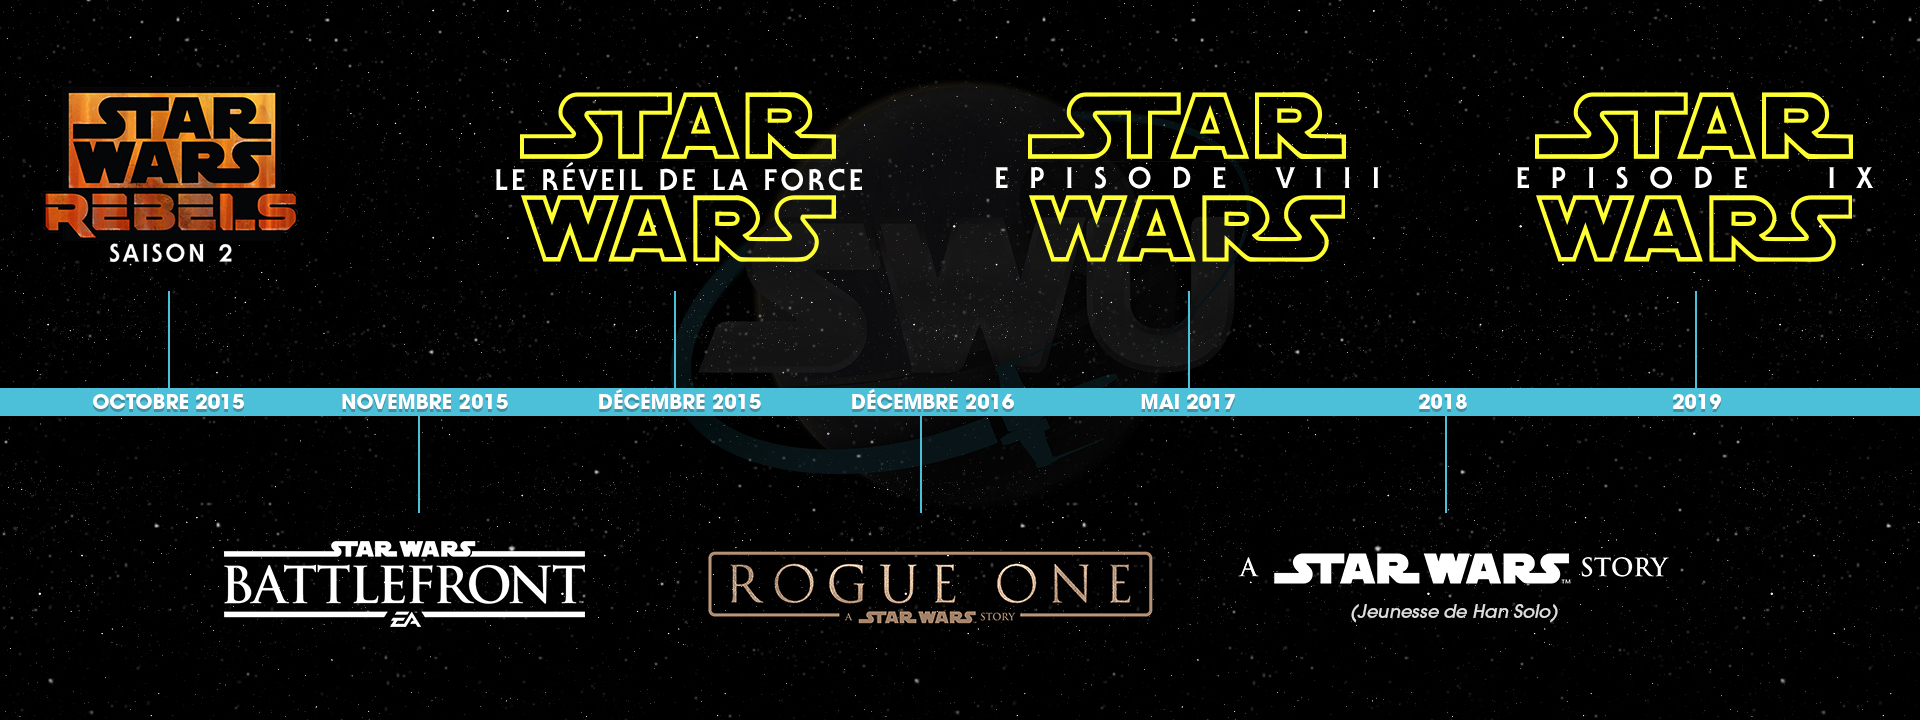 STAR
WARS
REBELS
SAISON 2
STAR
LE RÉVEIL DE LA FORCE
WARS
STAR
EPISODE VIII
WARS
STAR
EPISODE IX
WARS
SWU
OCTOBRE 2015
NOVEMBRE 2015
DÉCEMBRE 2015
DÉCEMBRE 2016
MAI 2017
2018
2019
STAR WARS
BATTLEFRONT
EA
ROGUE ONE
A STAR WARS STORY
A STAR WARS™ STORY
(Jeunesse de Han Solo)